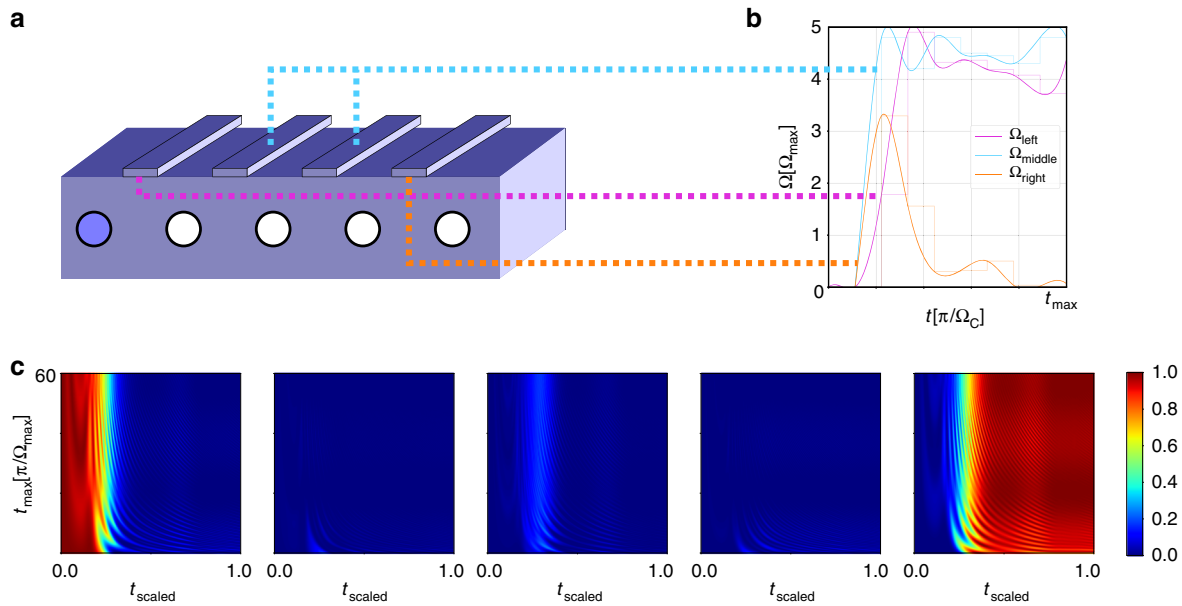 a
b
5
4
3
2
1
0
Ω[Ωmax]
Ωleft
Ωmiddle
Ωright
tmax
t[π/ΩC]
c
60
tmax[π/Ωmax]
0.0 1.0
tscaled
0.0 1.0
tscaled
0.0 1.0
tscaled
0.0 1.0
tscaled
0.0 1.0
tscaled
1.0
0.8
0.6
0.4
0.2
0.0